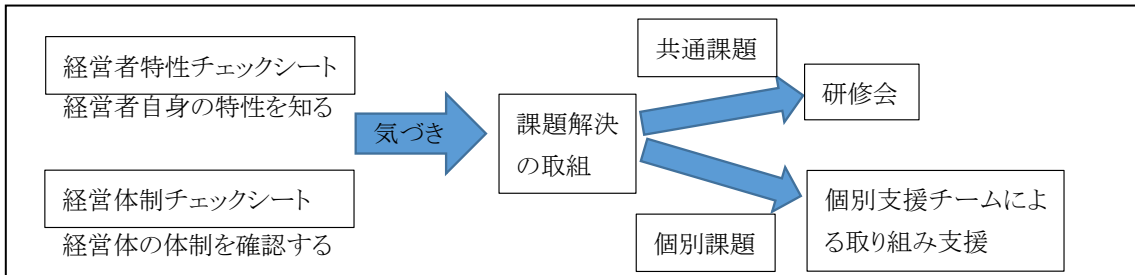 経営者特性チェックシート
経営者自身の特性を知る
経営体制チェックシート
経営体の体制を確認する
気づき
課題解決
の取組
共通課題
研修会
個別課題
個別支援チームによ
る取り組み支援